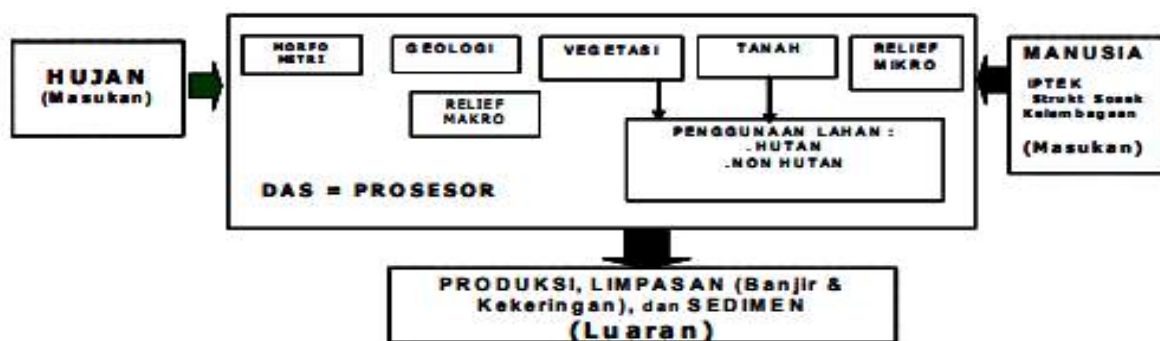 HUJAN
(Masukan)
MORFO
METRI
GEOLOGI
VEGETASI
TANAH
RELIEF
MIKRO
RELIEF
MAKRO
PENGGUNAAN LAHAN :
.HUTAN
.NON HUTAN
DAS = PROSESOR
MANUSIA
IPTEK
Strukt Sosek
Kelembagaan
(Masukan)
PRODUKSI, LIMPASAN (Banjir &
Kekeringan), dan SEDIMEN
(Luaran)